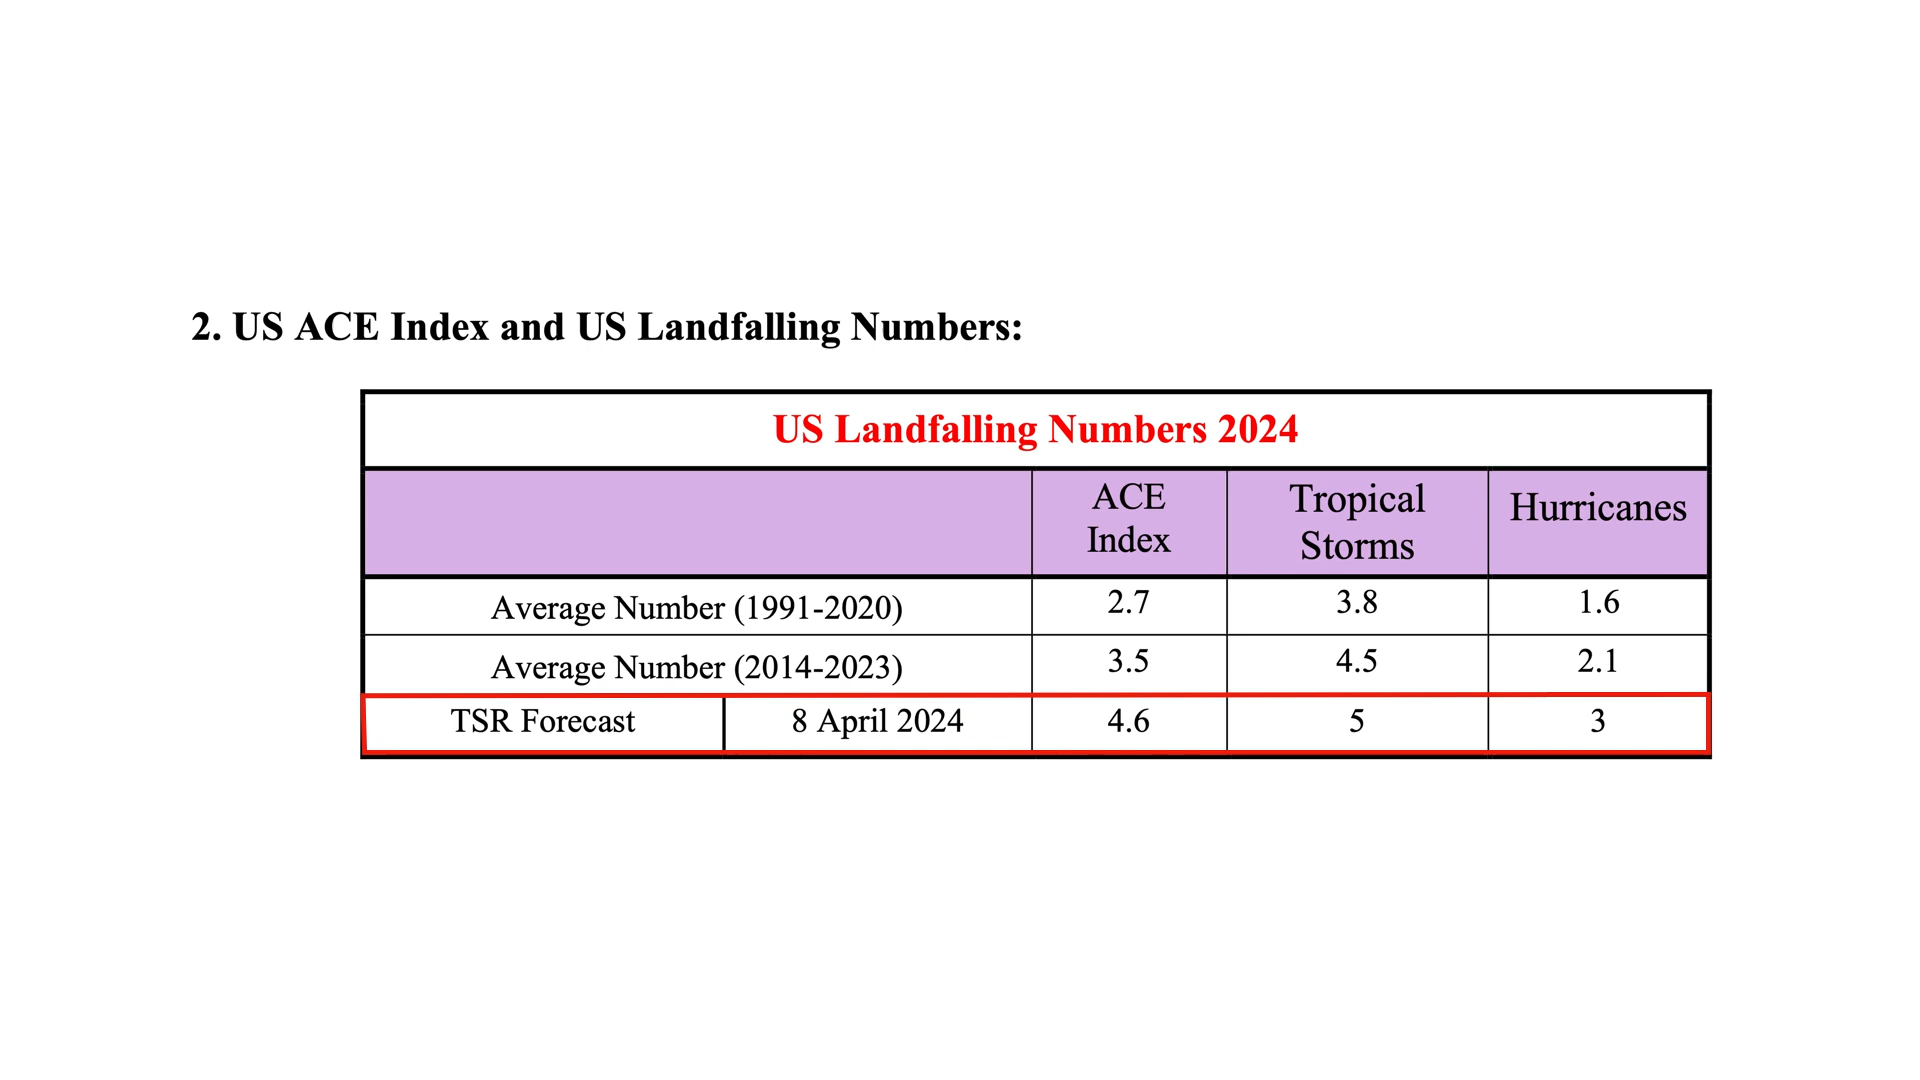 2. US ACE Index and US Landfalling Numbers:
US Landfalling Numbers 2024
ACE Index Tropical Storms Hurricanes
Average Number (1991-2020) 2.7 3.8 1.6
Average Number (2014-2023) 3.5 4.5 2.1
TSR Forecast 8 April 2024 4.6 5 3